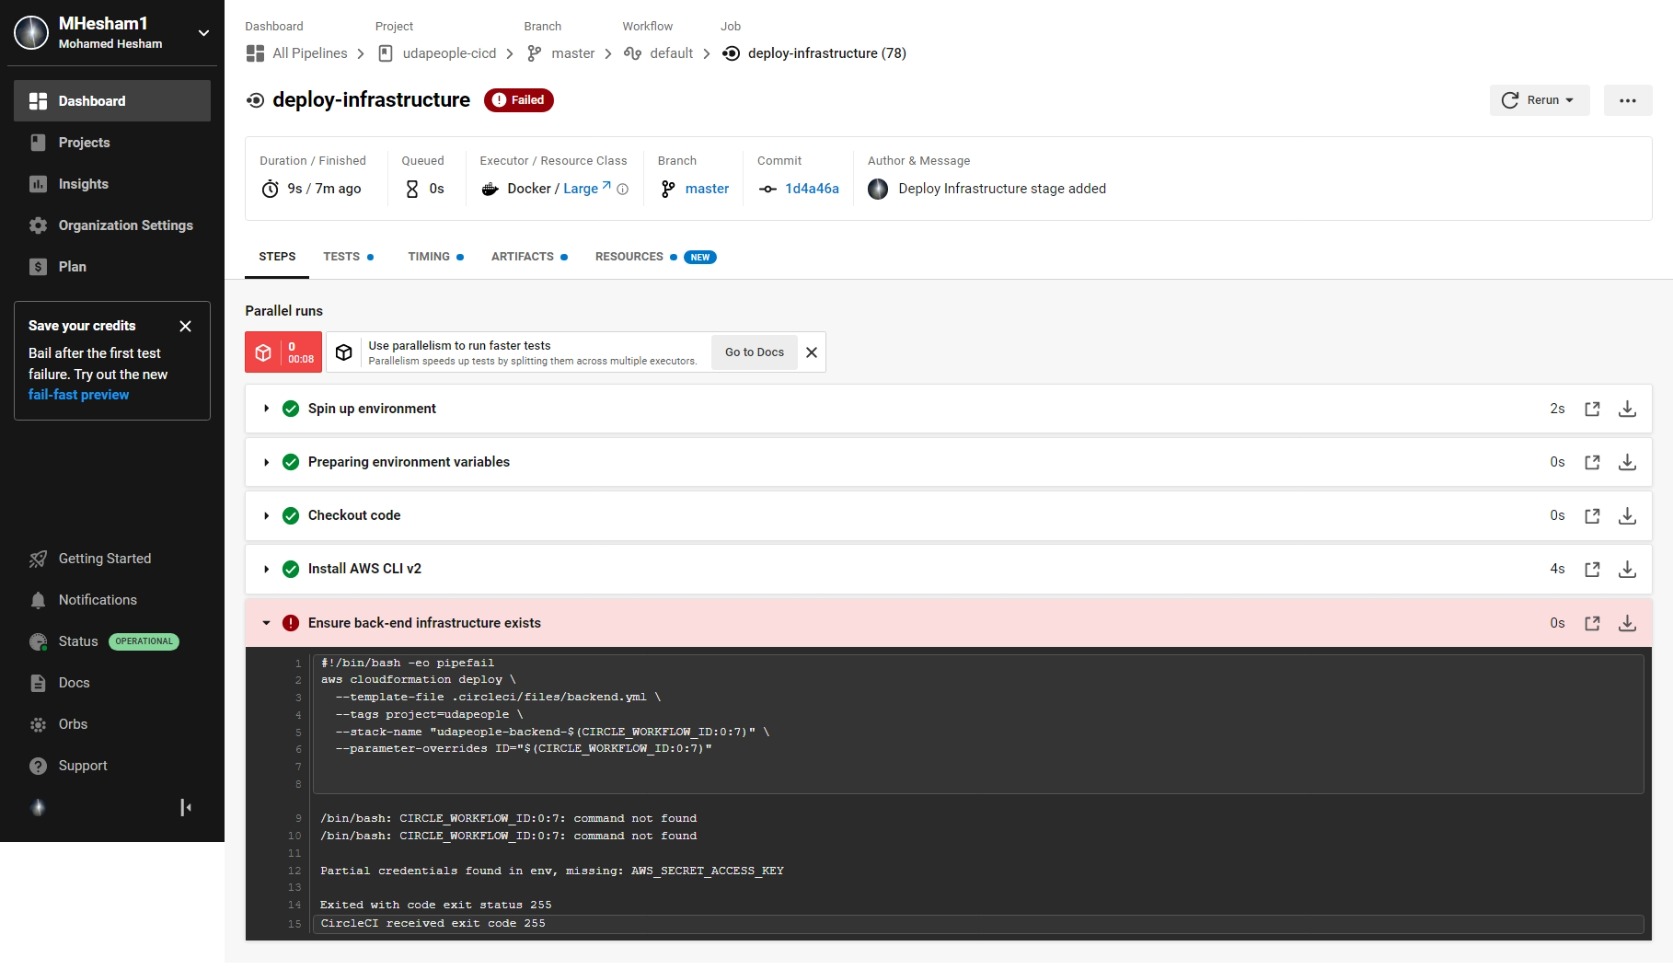 MHesham1
Mohamed Hesham
Dashboard
Projects
Insights
Organization Settings
$ Plan
Save your credits
Bail after the first test
failure. Try out the new
fail-fast preview
Getting Started
Notifications
Status OPERATIONAL
Docs
Orbs
? Support
Dashboard Project Branch Workflow Job
All Pipelines udapeople-cicd master default deploy-infrastructure (78)
deploy-infrastructure ! Failed
Rerun
Duration / Finished Queued Executor / Resource Class Branch Commit Author & Message
9s / 7m ago 0s Docker / Large master 1d4a46a Deploy Infrastructure stage added
STEPS TESTS TIMING ARTIFACTS RESOURCES NEW
Parallel runs
0
00:08
Use parallelism to run faster tests
Parallelism speeds up tests by splitting them across multiple executors.
Go to Docs
Spin up environment 2s
Preparing environment variables 0s
Checkout code 0s
Install AWS CLI v2 4s
! Ensure back-end infrastructure exists 0s
1 #!/bin/bash -eo pipefail
2 aws cloudformation deploy \
3 --template-file .circleci/files/backend.yml \
4 --tags project=udapeople \
5 --stack-name "udapeople-backend-$(CIRCLE_WORKFLOW_ID:0:7)" \
6 --parameter-overrides ID="$(CIRCLE_WORKFLOW_ID:0:7)"
7
8
9 /bin/bash: CIRCLE_WORKFLOW_ID:0:7: command not found
10 /bin/bash: CIRCLE_WORKFLOW_ID:0:7: command not found
11
12 Partial credentials found in env, missing: AWS_SECRET_ACCESS_KEY
13
14 Exited with code exit status 255
15 CircleCI received exit code 255